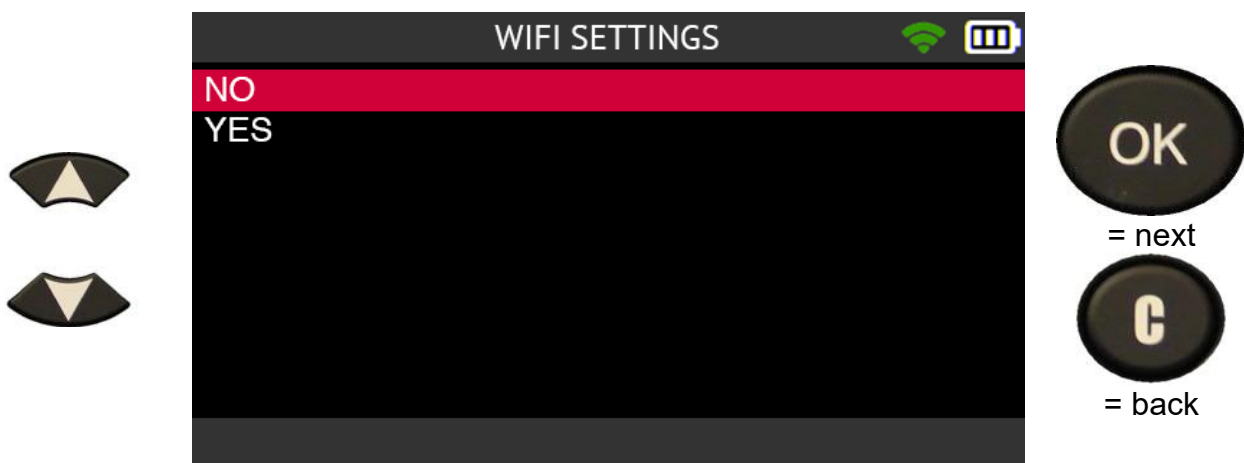 WIFI SETTINGS
NO
YES
OK
= next
C
= back